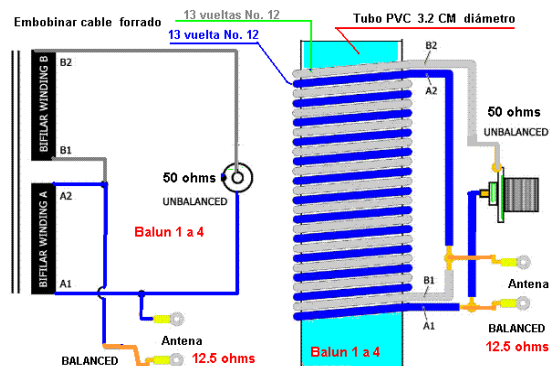 Embobinar cable forrado
13 vueltas No. 12
13 vuelta No. 12
Tubo PVC 3.2 CM diámetro
BIFILAR WINDING B
B2
B1
BIFILAR WINDING A
A2
A1
50 ohms
UNBALANCED
Balun 1 a 4
Antena
12.5 ohms
BALANCED
B2
A2
50 ohms
UNBALANCED
B1
A1
Antena
BALANCED
12.5 ohms
Balun 1 a 4